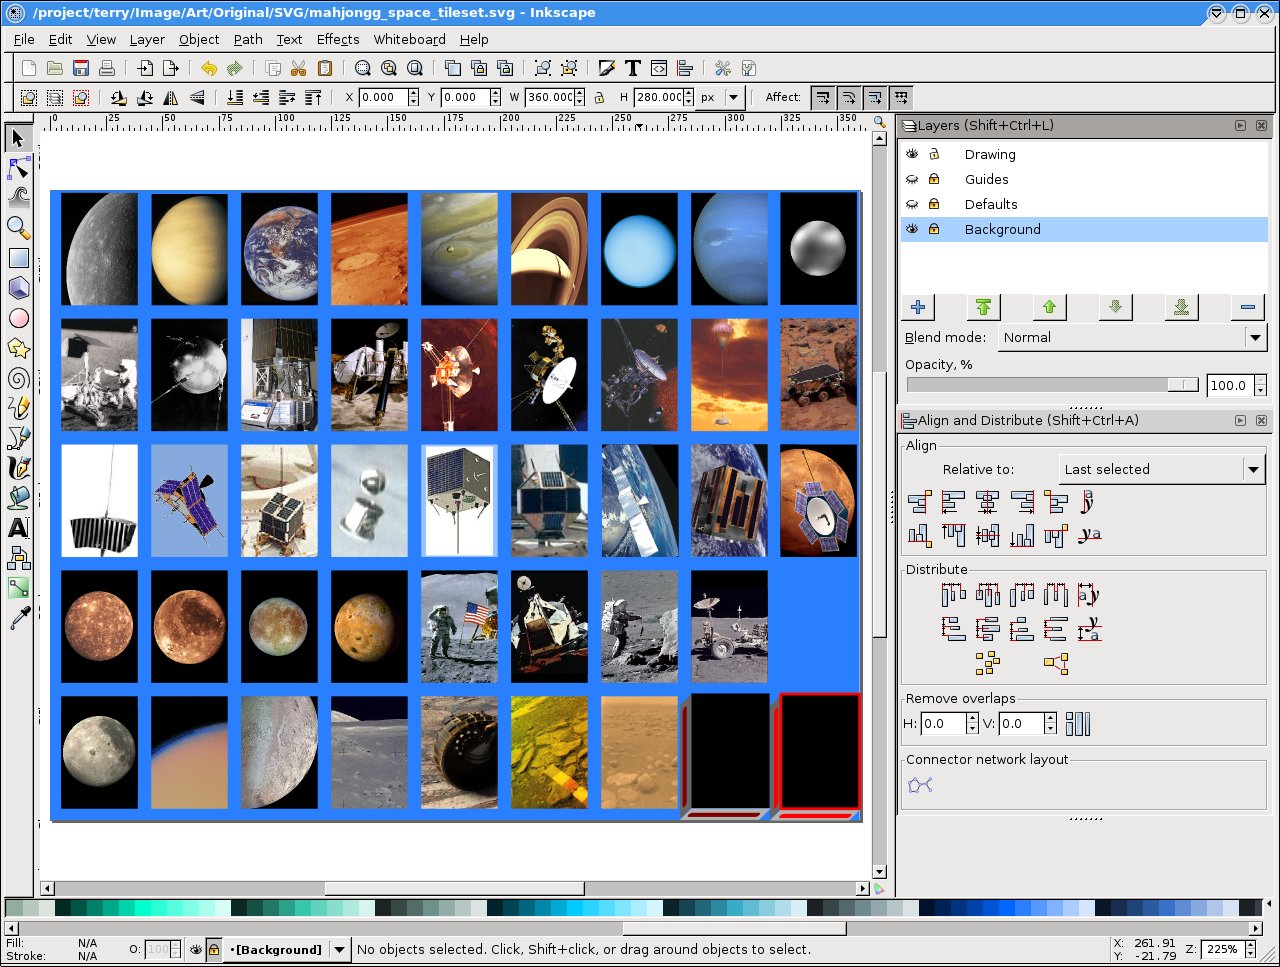 /project/terry/Image/Art/Original/SVG/mahjongg_space_tileset.svg - Inkscape
File Edit View Layer Object Path Text Effects Whiteboard Help
X 0.000 Y 0.000 W 360.000 H 280.000 px Affect:
0 25 50 75 100 125 150 175 200 225 250 275 300 325 350
Layers (Shift+Ctrl+L)
Drawing
Guides
Defaults
Background
Blend mode: Normal
Opacity, %
100.0
Align and Distribute (Shift+Ctrl+A)
Align
Relative to: Last selected
Distribute
Remove overlaps
H: 0.0 V: 0.0
Connector network layout
Fill: N/A
Stroke: N/A
O: 100
•[Background]
No objects selected. Click, Shift+click, or drag around objects to select.
X: 261.91
Y: -21.79
Z: 225%